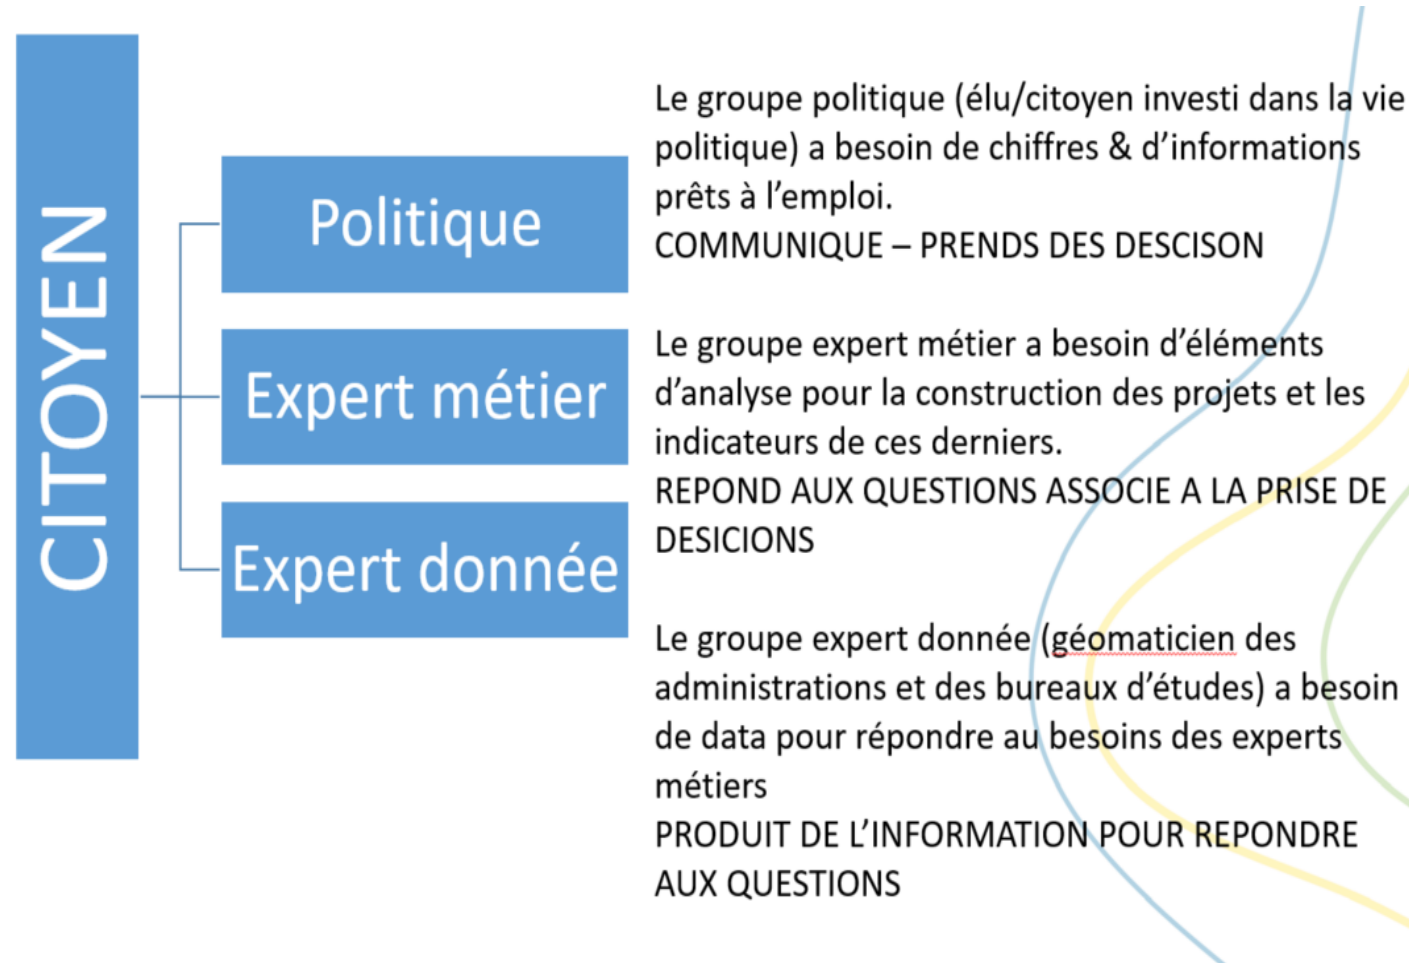 CITOYEN
Politique
Expert métier
Expert donnée
Le groupe politique (élu/citoyen investi dans la vie
politique) a besoin de chiffres & d’informations
prêts à l’emploi.
COMMUNIQUE – PRENDS DES DESCISON
Le groupe expert métier a besoin d’éléments
d’analyse pour la construction des projets et les
indicateurs de ces derniers.
REPOND AUX QUESTIONS ASSOCIE A LA PRISE DE
DESICIONS
Le groupe expert donnée (géomaticien des
administrations et des bureaux d’études) a besoin
de data pour répondre au besoins des experts
métiers
PRODUIT DE L’INFORMATION POUR REPONDRE
AUX QUESTIONS